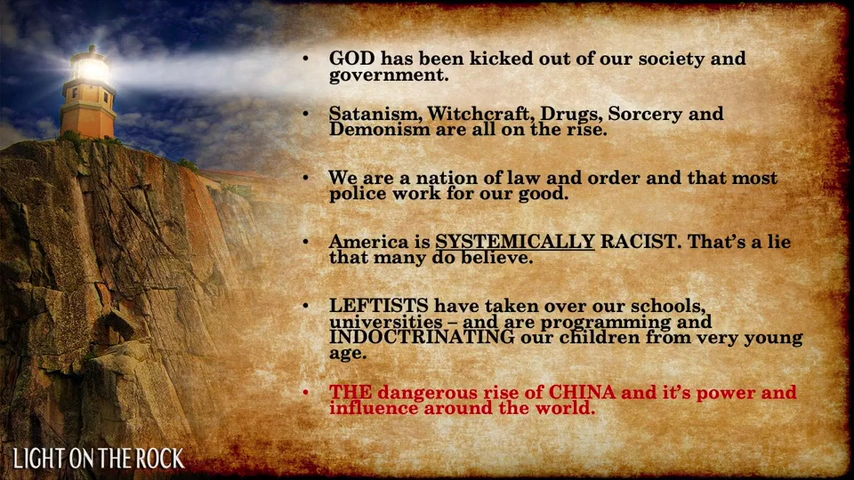 • GOD has been kicked out of our society and
government.
• Satanism, Witchcraft, Drugs, Sorcery and
Demonism are all on the rise.
• We are a nation of law and order and that most
police work for our good.
• America is SYSTEMICALLY RACIST. That's a lie
that many do believe.
• LEFTISTS have taken over our schools,
universities – and are programming and
INDOCTRINATING our children from very young
age.
• THE dangerous rise of CHINA and it's power and
influence around the world.
LIGHT ON THE ROCK